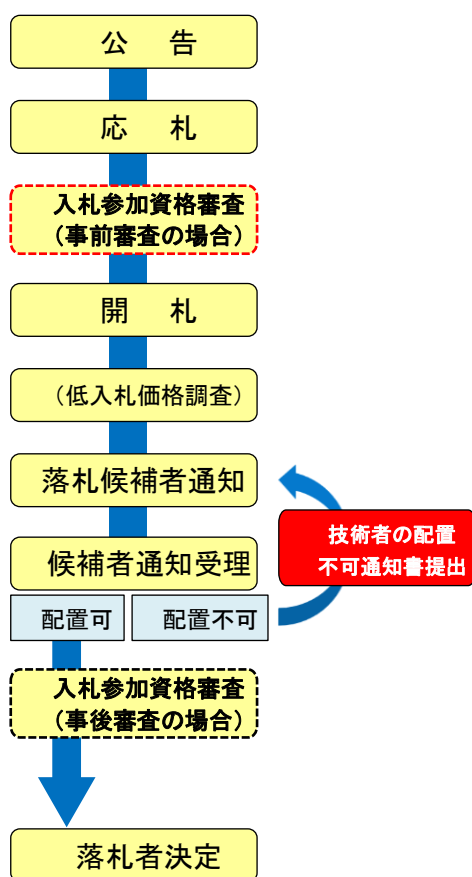 公　告
応　札
入札参加資格審査
（事前審査の場合）
開　札
（低入札価格調査）
落札候補者通知
候補者通知受理
技術者の配置
不可通知書提出
配置可
配置不可
入札参加資格審査
（事後審査の場合）
落札者決定